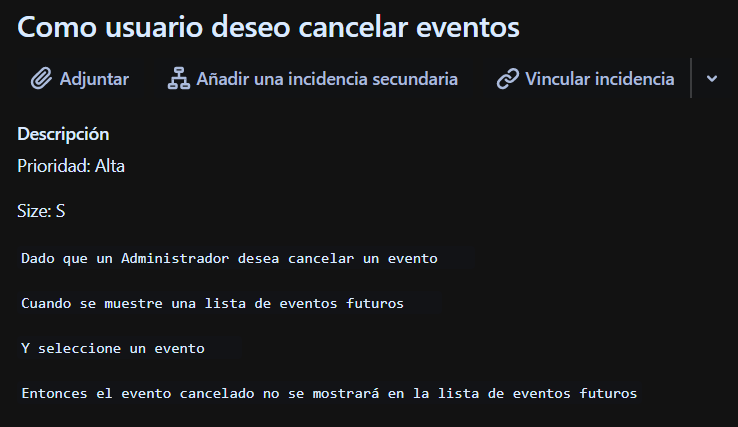 Como usuario deseo cancelar eventos
Adjuntar Añadir una incidencia secundaria Vincular incidencia
Descripción
Prioridad: Alta
Size: S
Dado que un Administrador desea cancelar un evento
Cuando se muestre una lista de eventos futuros
Y seleccione un evento
Entonces el evento cancelado no se mostrará en la lista de eventos futuros